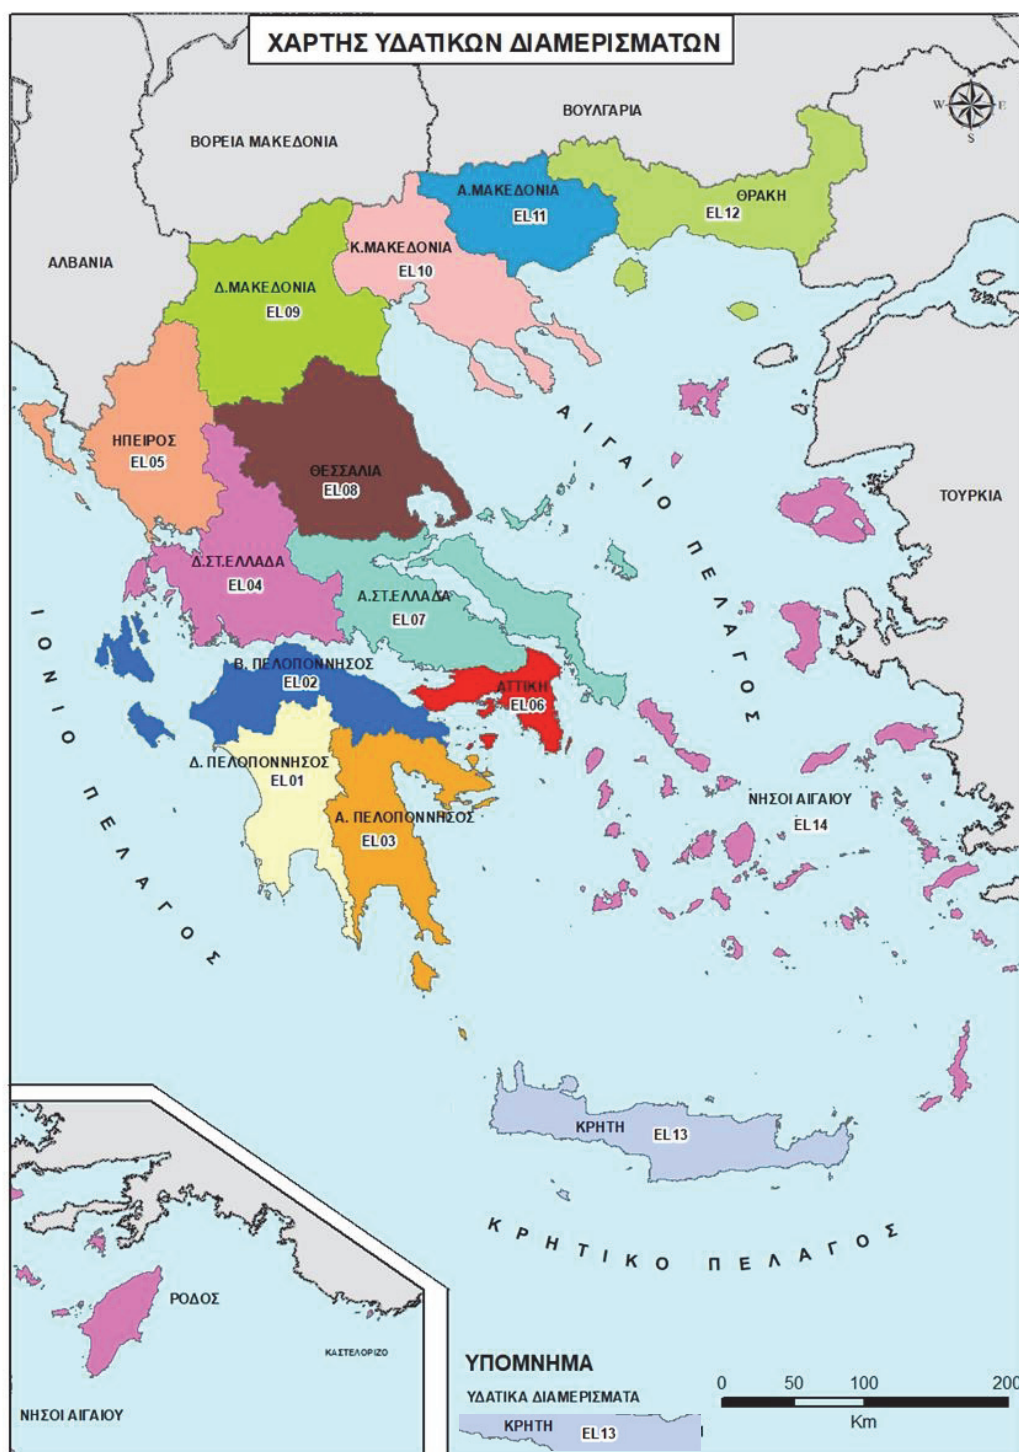 ΧΑΡΤΗΣ ΥΔΑΤΙΚΩΝ ΔΙΑΜΕΡΙΣΜΑΤΩΝ
W E
S
ΒΟΥΛΓΑΡΙΑ
ΒΟΡΕΙΑ ΜΑΚΕΔΟΝΙΑ
Α.ΜΑΚΕΔΟΝΙΑ
EL11
ΘΡΑΚΗ
EL12
Κ.ΜΑΚΕΔΟΝΙΑ
EL10
ΑΛΒΑΝΙΑ
Δ.ΜΑΚΕΔΟΝΙΑ
EL09
ΗΠΕΙΡΟΣ
EL05
ΘΕΣΣΑΛΙΑ
EL08
ΤΟΥΡΚΙΑ
ΑΙΓΑΙΟ ΠΕΛΑΓΟΣ
Δ.ΣΤ.ΕΛΛΑΔΑ
EL04
Α.ΣΤ.ΕΛΛΑΔΑ
EL07
ΙΟΝΙΟ ΠΕΛΑΓΟΣ
Β. ΠΕΛΟΠΟΝΝΗΣΟΣ
EL02
ΑΤΤΙΚΗ
EL06
Δ. ΠΕΛΟΠΟΝΝΗΣΟΣ
EL01
Α. ΠΕΛΟΠΟΝΝΗΣΟΣ
EL03
ΝΗΣΟΙ ΑΙΓΑΙΟΥ
EL14
ΚΡΗΤΗ EL13
ΚΡΗΤΙΚΟ ΠΕΛΑΓΟΣ
ΡΟΔΟΣ
ΚΑΣΤΕΛΟΡΙΖΟ
ΝΗΣΟΙ ΑΙΓΑΙΟΥ
ΥΠΟΜΝΗΜΑ
ΥΔΑΤΙΚΑ ΔΙΑΜΕΡΙΣΜΑΤΑ
ΚΡΗΤΗ EL13
0 50 100 200
Km